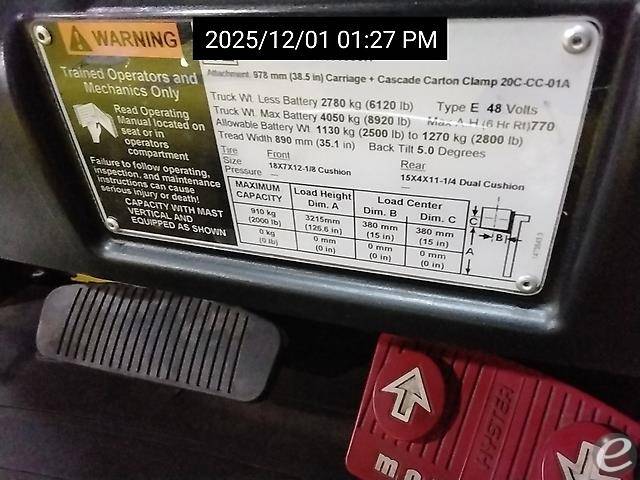 2025/12/01 01:27 PM
WARNING
Trained Operators and
Mechanics Only
Read Operating
Manual located on
seat or in
operators
compartment
Failure to follow operating,
inspection, and maintenance
instructions can cause
serious injury or death!
CAPACITY WITH MAST
VERTICAL AND
EQUIPPED AS SHOWN
Attachment: 978 mm (38.5 in) Carriage + Cascade Carton Clamp 20C-CC-01A
Truck Wt. Less Battery 2780 kg (6120 lb) Type E 48 Volts
Truck Wt. Max Battery 4050 kg (8920 lb) Max A.H (6 Hr Rt)770
Allowable Battery Wt. 1130 kg (2500 lb) to 1270 kg (2800 lb)
Tread Width 890 mm (35.1 in) Back Tilt 5.0 Degrees
Tire Front Rear
Size 18X7X12-1/8 Cushion 15X4X11-1/4 Dual Cushion
Pressure
MAXIMUM CAPACITY Load Height Dim. A Load Center Dim. B Dim. C
910 kg (2000 lb) 3215mm (126.6 in) 380 mm (15 in) 380 mm (15 in)
0 kg (0 lb) 0 mm (0 in) 0 mm (0 in) 0 mm (0 in)
C
B
A
HYSTER
e